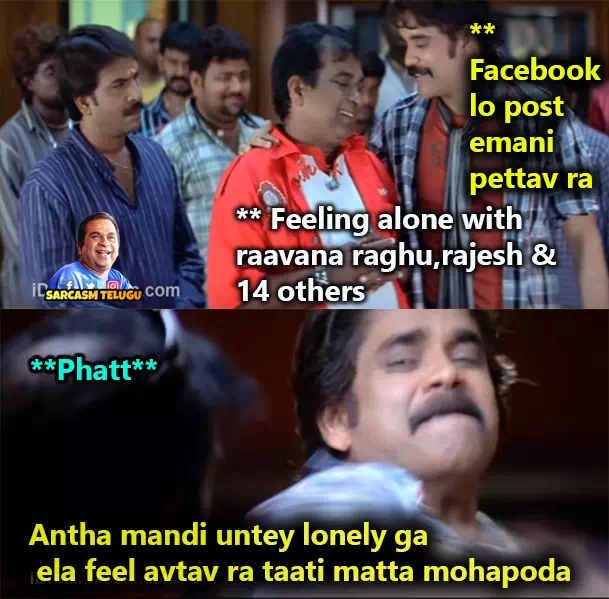 **
Facebook
lo post
emani
pettav ra
** Feeling alone with
raavana raghu,rajesh &
14 others
SARCASM TELUGU
.com
**Phatt**
Antha mandi untey lonely ga
ela feel avtav ra taati matta mohapoda